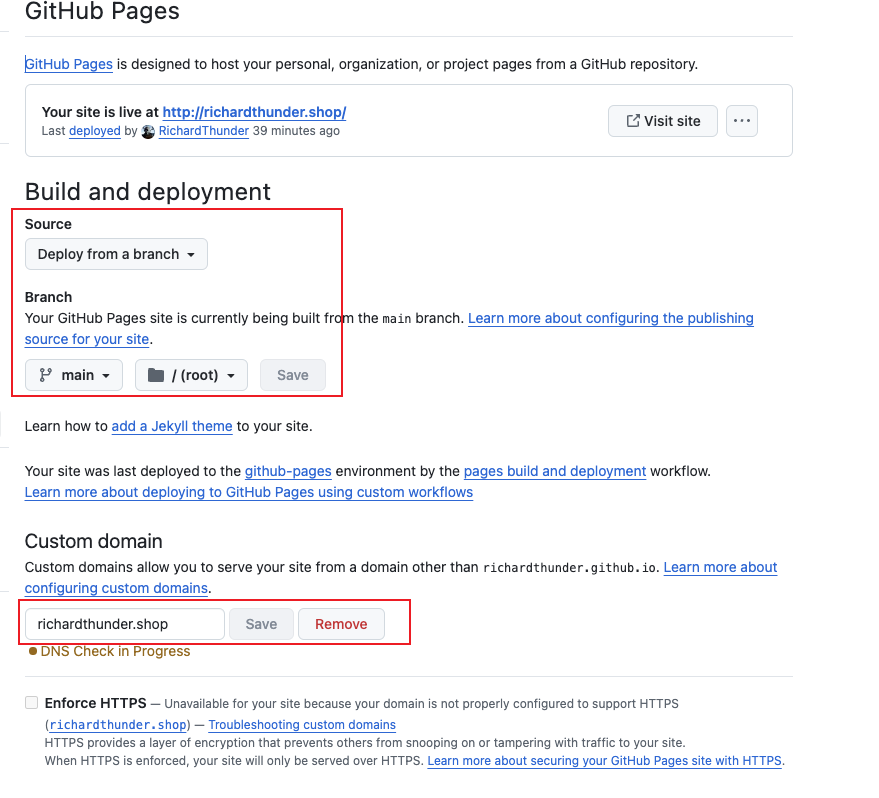 GitHub Pages
GitHub Pages is designed to host your personal, organization, or project pages from a GitHub repository.
Your site is live at http://richardthunder.shop/
Last deployed by RichardThunder 39 minutes ago
Visit site
Build and deployment
Source
Deploy from a branch
Branch
Your GitHub Pages site is currently being built from the main branch. Learn more about configuring the publishing
source for your site.
main / (root) Save
Learn how to add a Jekyll theme to your site.
Your site was last deployed to the github-pages environment by the pages build and deployment workflow.
Learn more about deploying to GitHub Pages using custom workflows
Custom domain
Custom domains allow you to serve your site from a domain other than richardthunder.github.io. Learn more about
configuring custom domains.
richardthunder.shop Save Remove
DNS Check in Progress
Enforce HTTPS — Unavailable for your site because your domain is not properly configured to support HTTPS
(richardthunder.shop) — Troubleshooting custom domains
HTTPS provides a layer of encryption that prevents others from snooping on or tampering with traffic to your site.
When HTTPS is enforced, your site will only be served over HTTPS. Learn more about securing your GitHub Pages site with HTTPS.